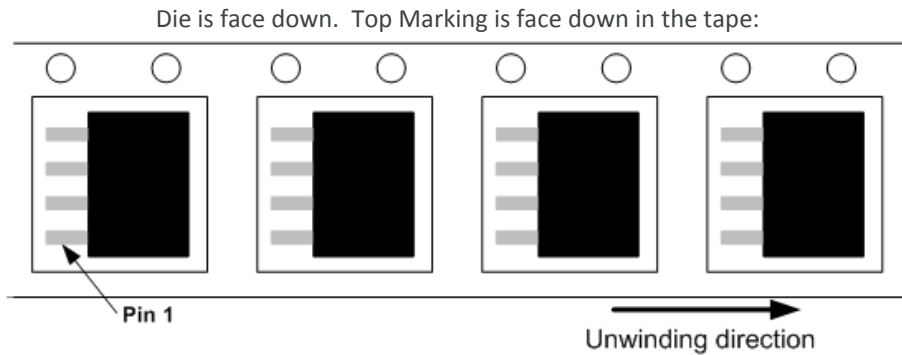 Die is face down.  Top Marking is face down in the tape:
Pin 1
Unwinding direction